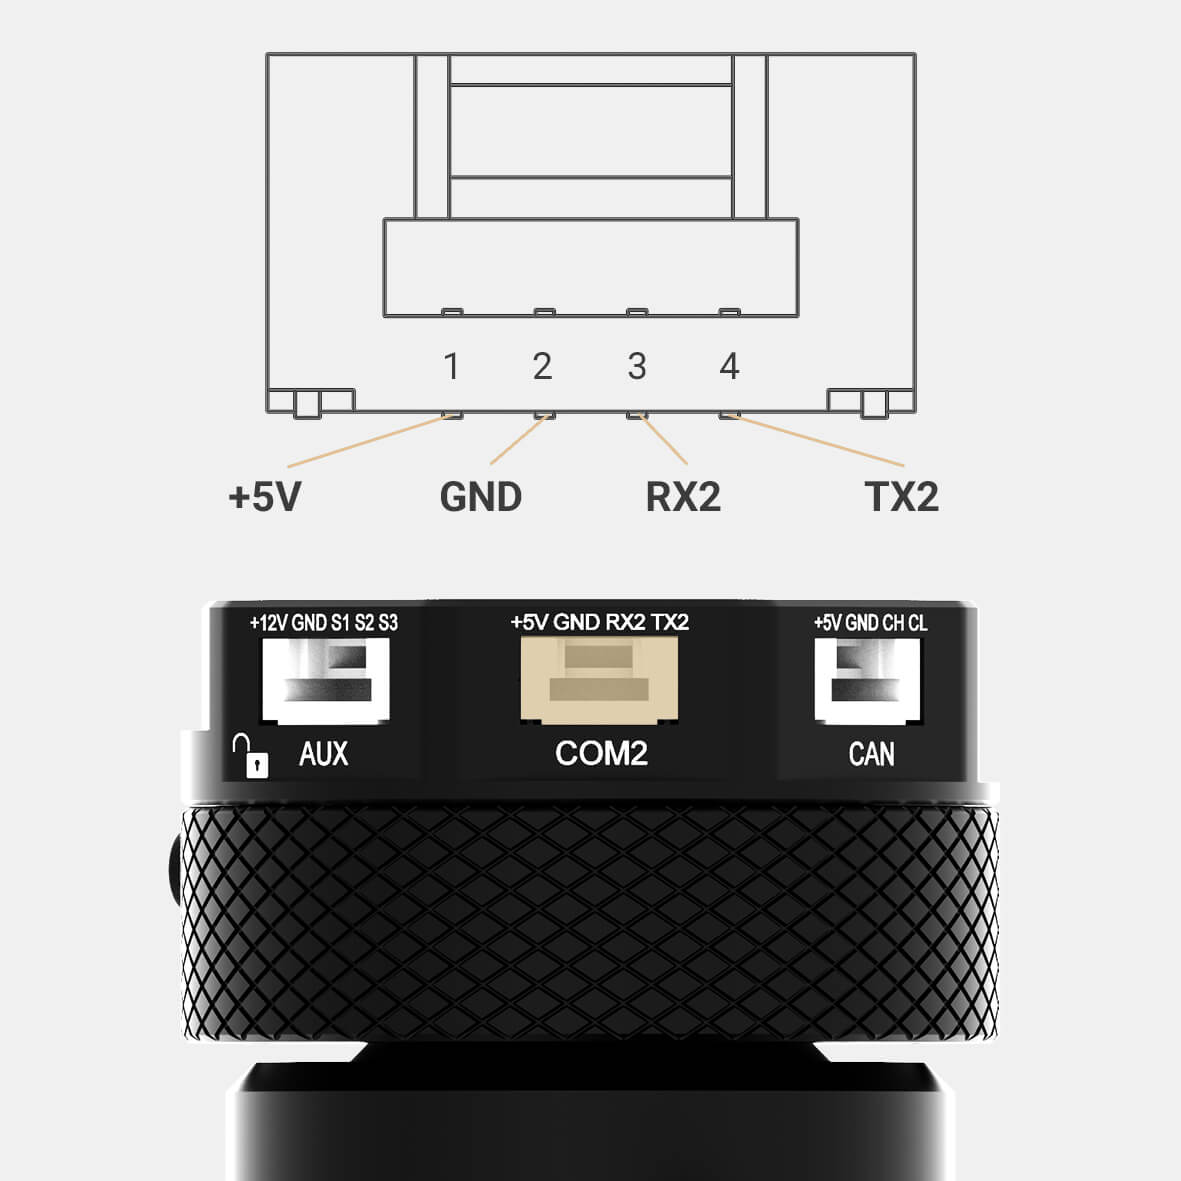 1 2 3 4
+5V GND RX2 TX2
+12V GND S1 S2 S3 +5V GND RX2 TX2 +5V GND CH CL
AUX COM2 CAN